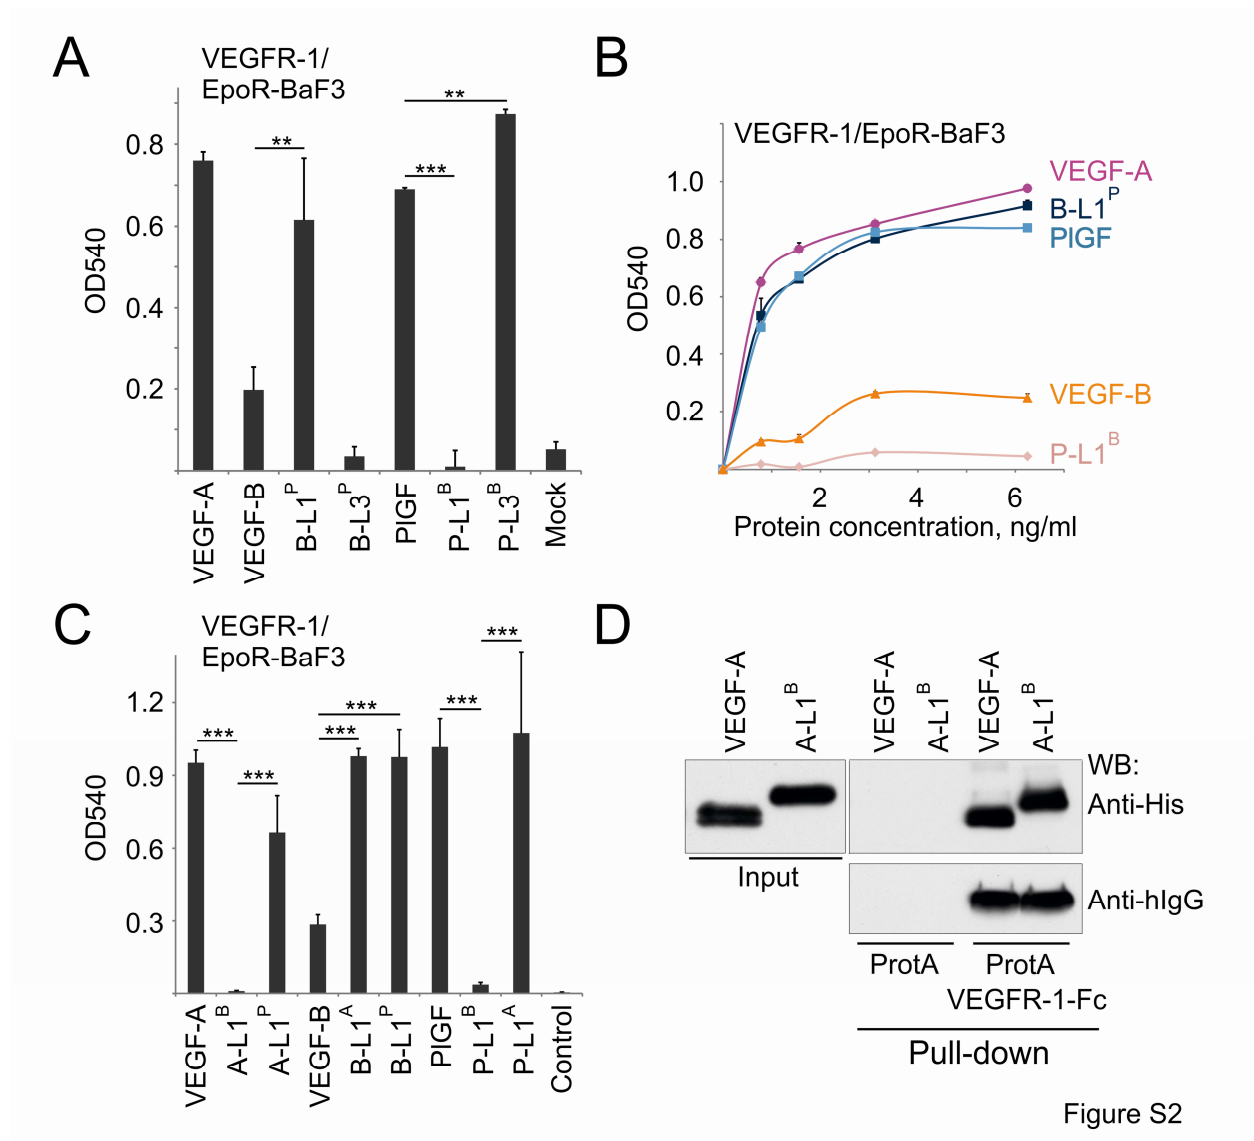 A
VEGFR-1/
EpoR-BaF3
**
**
***
OD540
0.8
0.6
0.4
0.2
VEGF-A
VEGF-B
B-L1P
B-L3P
PlGF
P-L1B
P-L3B
Mock
B
VEGFR-1/EpoR-BaF3
OD540
1.0
0.8
0.6
0.4
0.2
VEGF-A
B-L1P
PlGF
VEGF-B
P-L1B
2 4 6
Protein concentration, ng/ml
C
VEGFR-1/
EpoR-BaF3
***
***
***
***
***
***
OD540
1.2
0.9
0.6
0.3
VEGF-A
A-L1B
A-L1P
VEGF-B
B-L1A
B-L1P
PlGF
P-L1B
P-L1A
Control
D
VEGF-A
A-L1B
VEGF-A
A-L1B
VEGF-A
A-L1B
WB:
Anti-His
Input
Anti-hIgG
ProtA
ProtA
VEGFR-1-Fc
Pull-down
Figure S2